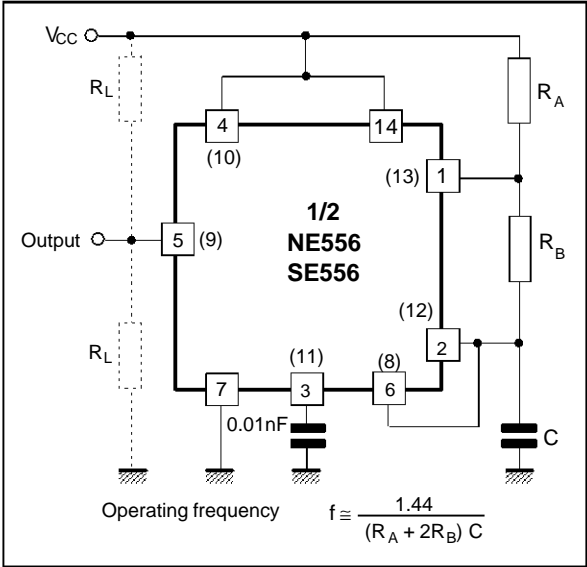 VCC
RL
RA
4
14
(10)
(13)
1
1/2
NE556
SE556
Output
5
(9)
RB
(12)
2
RL
(11)
(8)
7
3
6
0.01nF
C
Operating frequency
f ≅ 1.44
(RA + 2RB) C